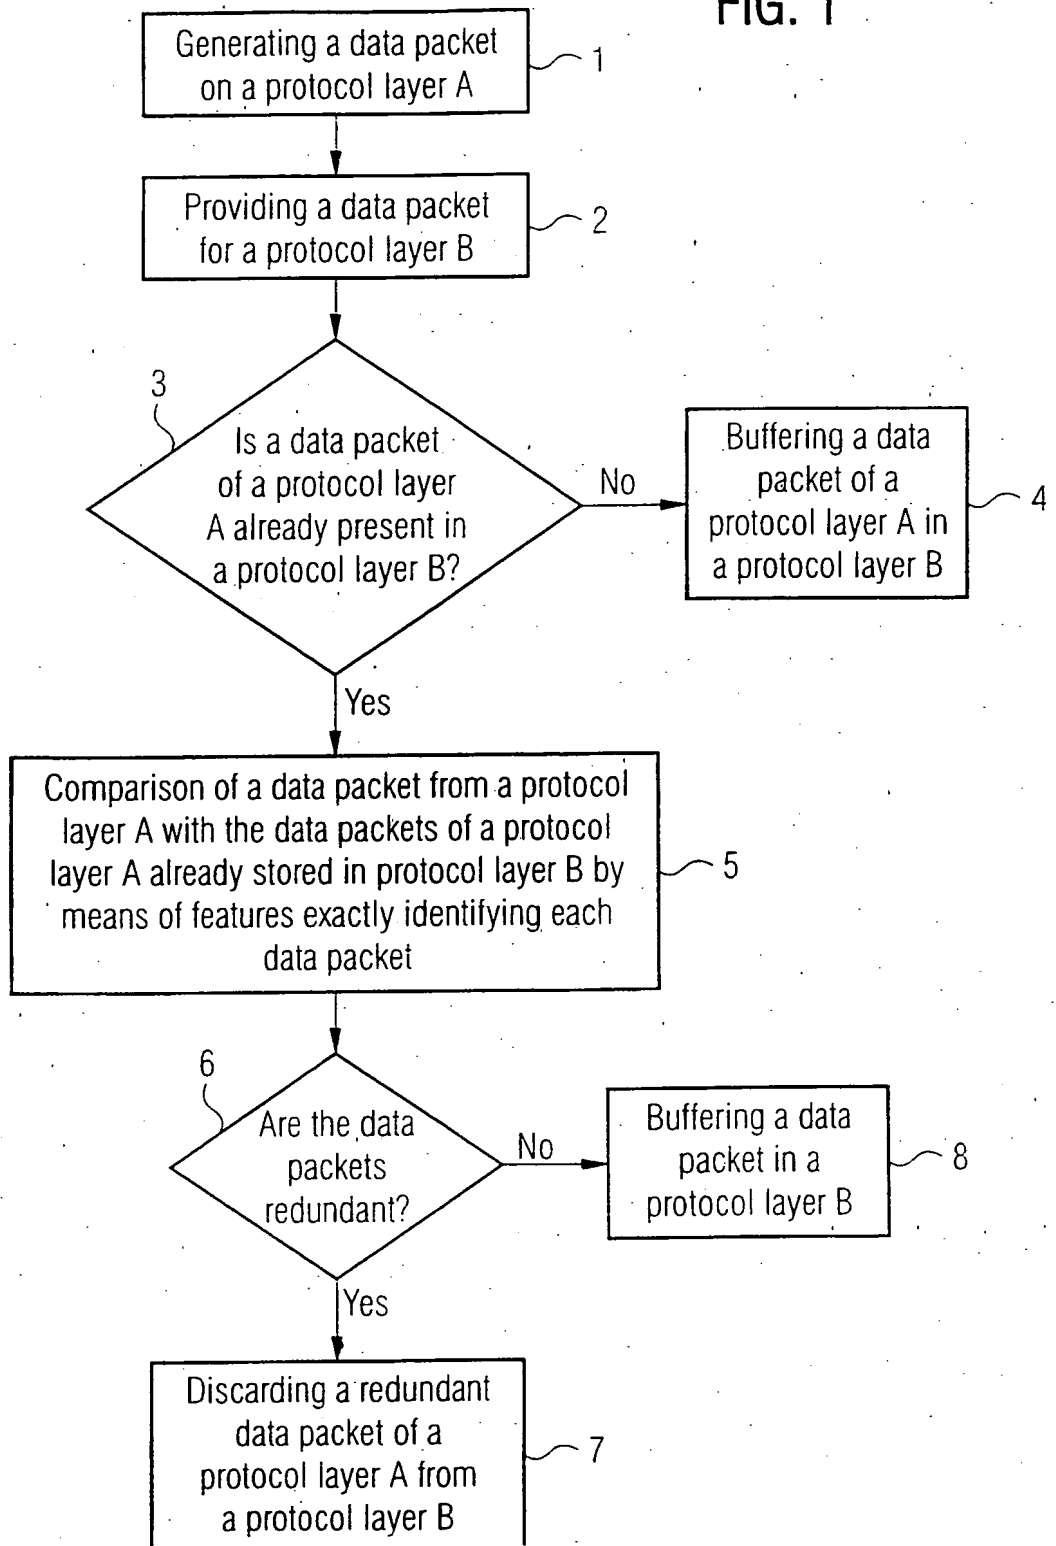 FIG. 1
Generating a data packet
on a protocol layer A
1
Providing a data packet
for a protocol layer B
2
3
Is a data packet
of a protocol layer
A already present in
a protocol layer B?
No
Buffering a data
packet of a
protocol layer A in
a protocol layer B
4
Yes
Comparison of a data packet from a protocol
layer A with the data packets of a protocol
layer A already stored in protocol layer B by
means of features exactly identifying each
data packet
5
6
Are the data
packets
redundant?
No
Buffering a data
packet in a
protocol layer B
8
Yes
Discarding a redundant
data packet of a
protocol layer A from
a protocol layer B
7